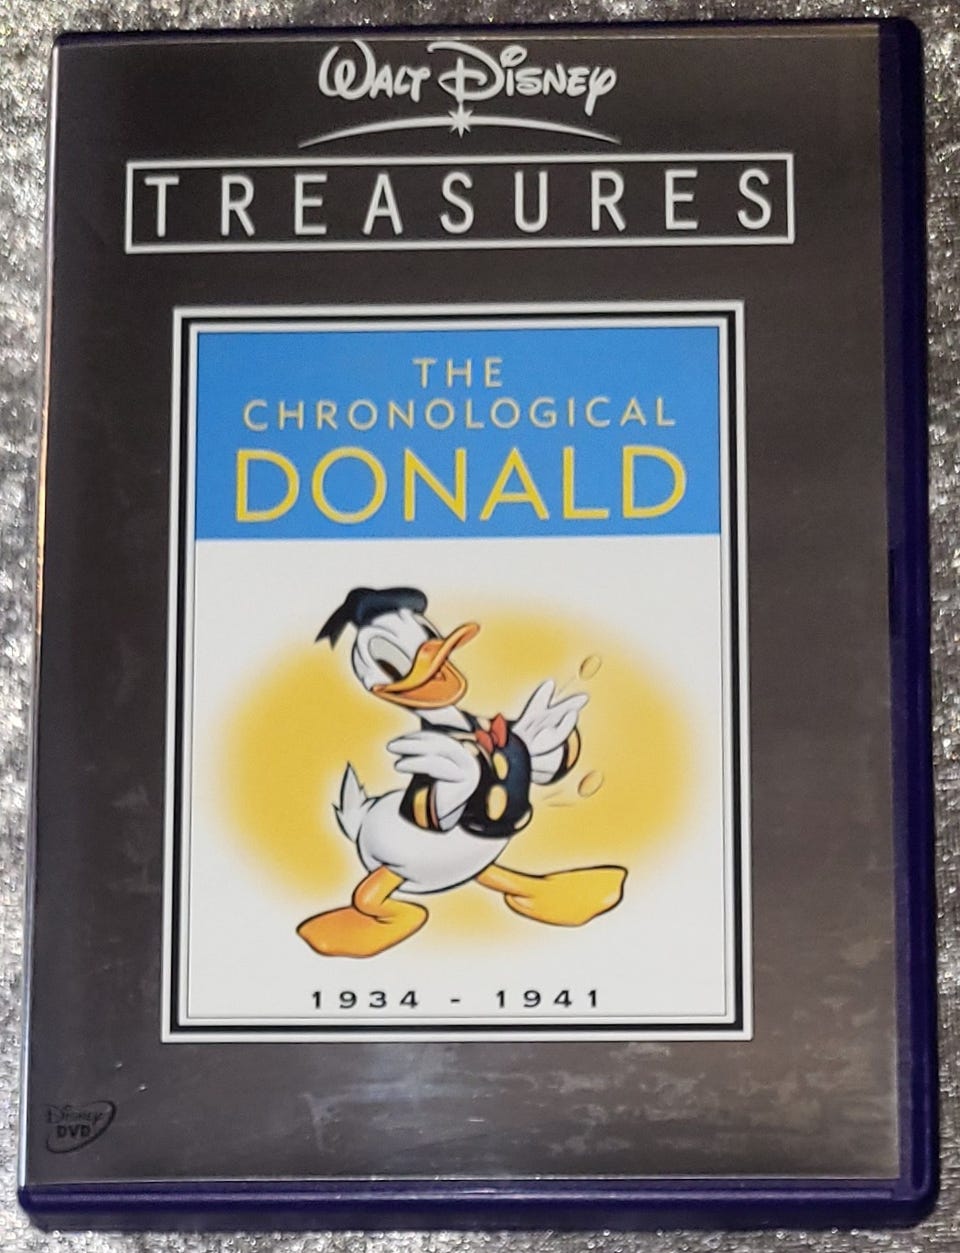 WALT DISNEY
TREASURES
THE
CHRONOLOGICAL
DONALD
1934 - 1941
DISNEY
DVD